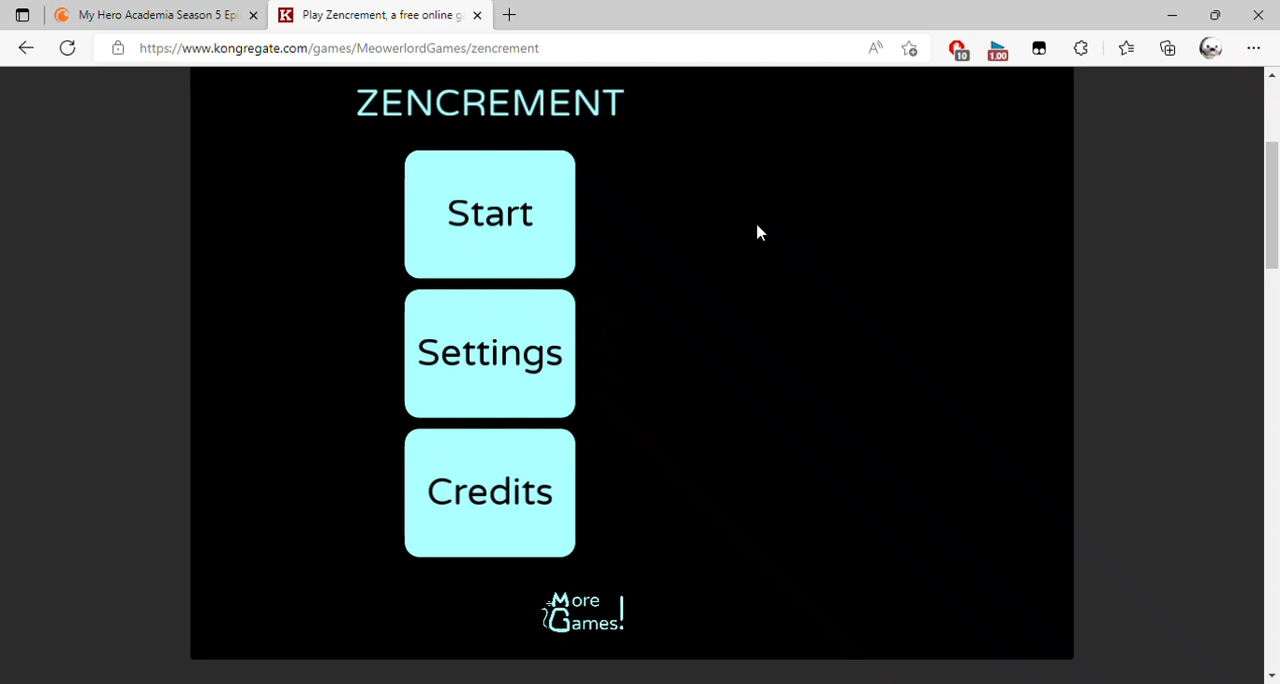 My Hero Academia Season 5 Epi
Play Zencrement, a free online g
https://www.kongregate.com/games/MeowerlordGames/zencrement
10
1.00
ZENCREMENT
Start
Settings
Credits
More
Games!